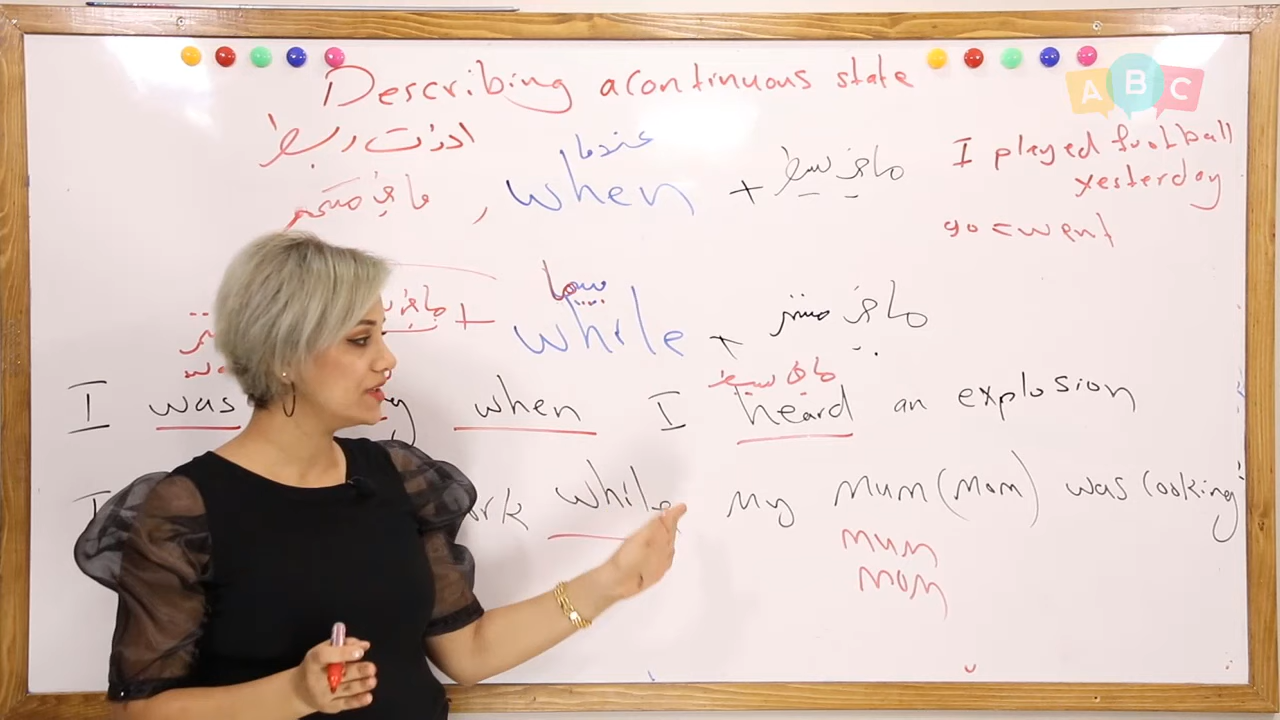 Describing a continuous state
ABC
ادوات ربط
عندما
ماضي مستمر , when + ماضي بسيط
I played football
yesterday
go < went
بينما
+ while + ماضي مستمر
ماضي بسيط
I was when I heard an explosion
while My Mum (Mom) was cooking
mum
mom